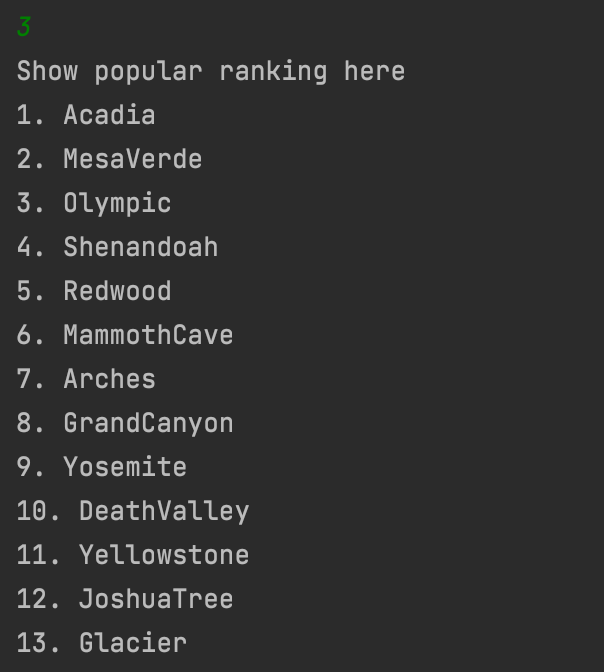 3
Show popular ranking here
1. Acadia
2. MesaVerde
3. Olympic
4. Shenandoah
5. Redwood
6. MammothCave
7. Arches
8. GrandCanyon
9. Yosemite
10. DeathValley
11. Yellowstone
12. JoshuaTree
13. Glacier